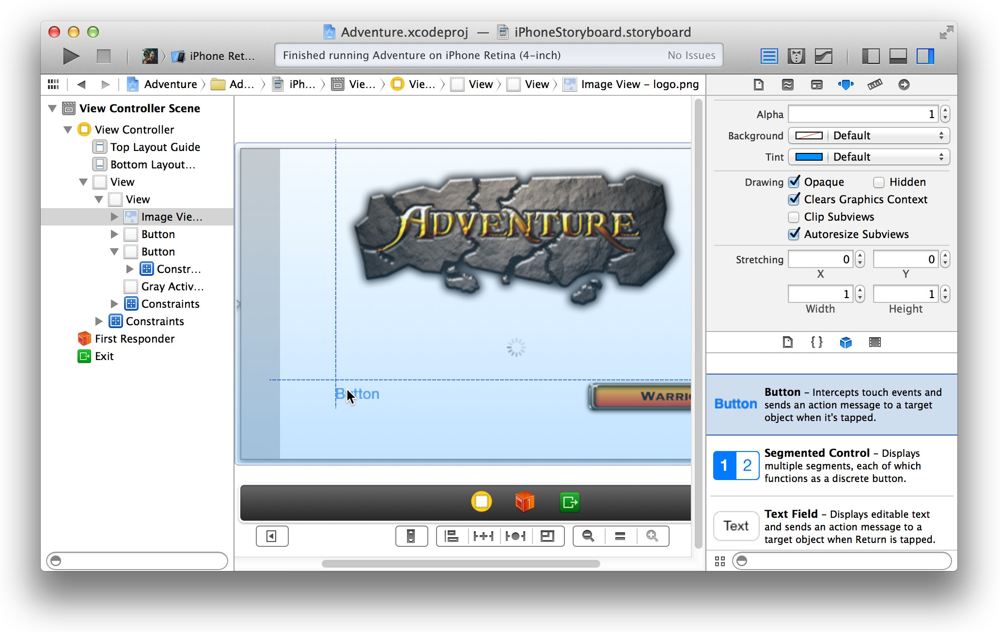 Adventure.xcodeproj — iPhoneStoryboard.storyboard
iPhone Ret...
Finished running Adventure on iPhone Retina (4-inch)
No Issues
Adventure
Ad...
iPh...
Vie...
Vie...
View
View
Image View – logo.png
View Controller Scene
View Controller
Top Layout Guide
Bottom Layout...
View
View
Image Vie...
Button
Button
Constr...
Gray Activ...
Constraints
Constraints
First Responder
Exit
ADVENTURE
Button
WARRI
Alpha
1
Background
Default
Tint
Default
Drawing
Opaque
Hidden
Clears Graphics Context
Clip Subviews
Autoresize Subviews
Stretching
0
0
X
Y
1
1
Width
Height
{ }
Button
Button – Intercepts touch events and
sends an action message to a target
object when it's tapped.
1 2
Segmented Control – Displays
multiple segments, each of which
functions as a discrete button.
Text
Text Field – Displays editable text
and sends an action message to a
target object when Return is tapped.